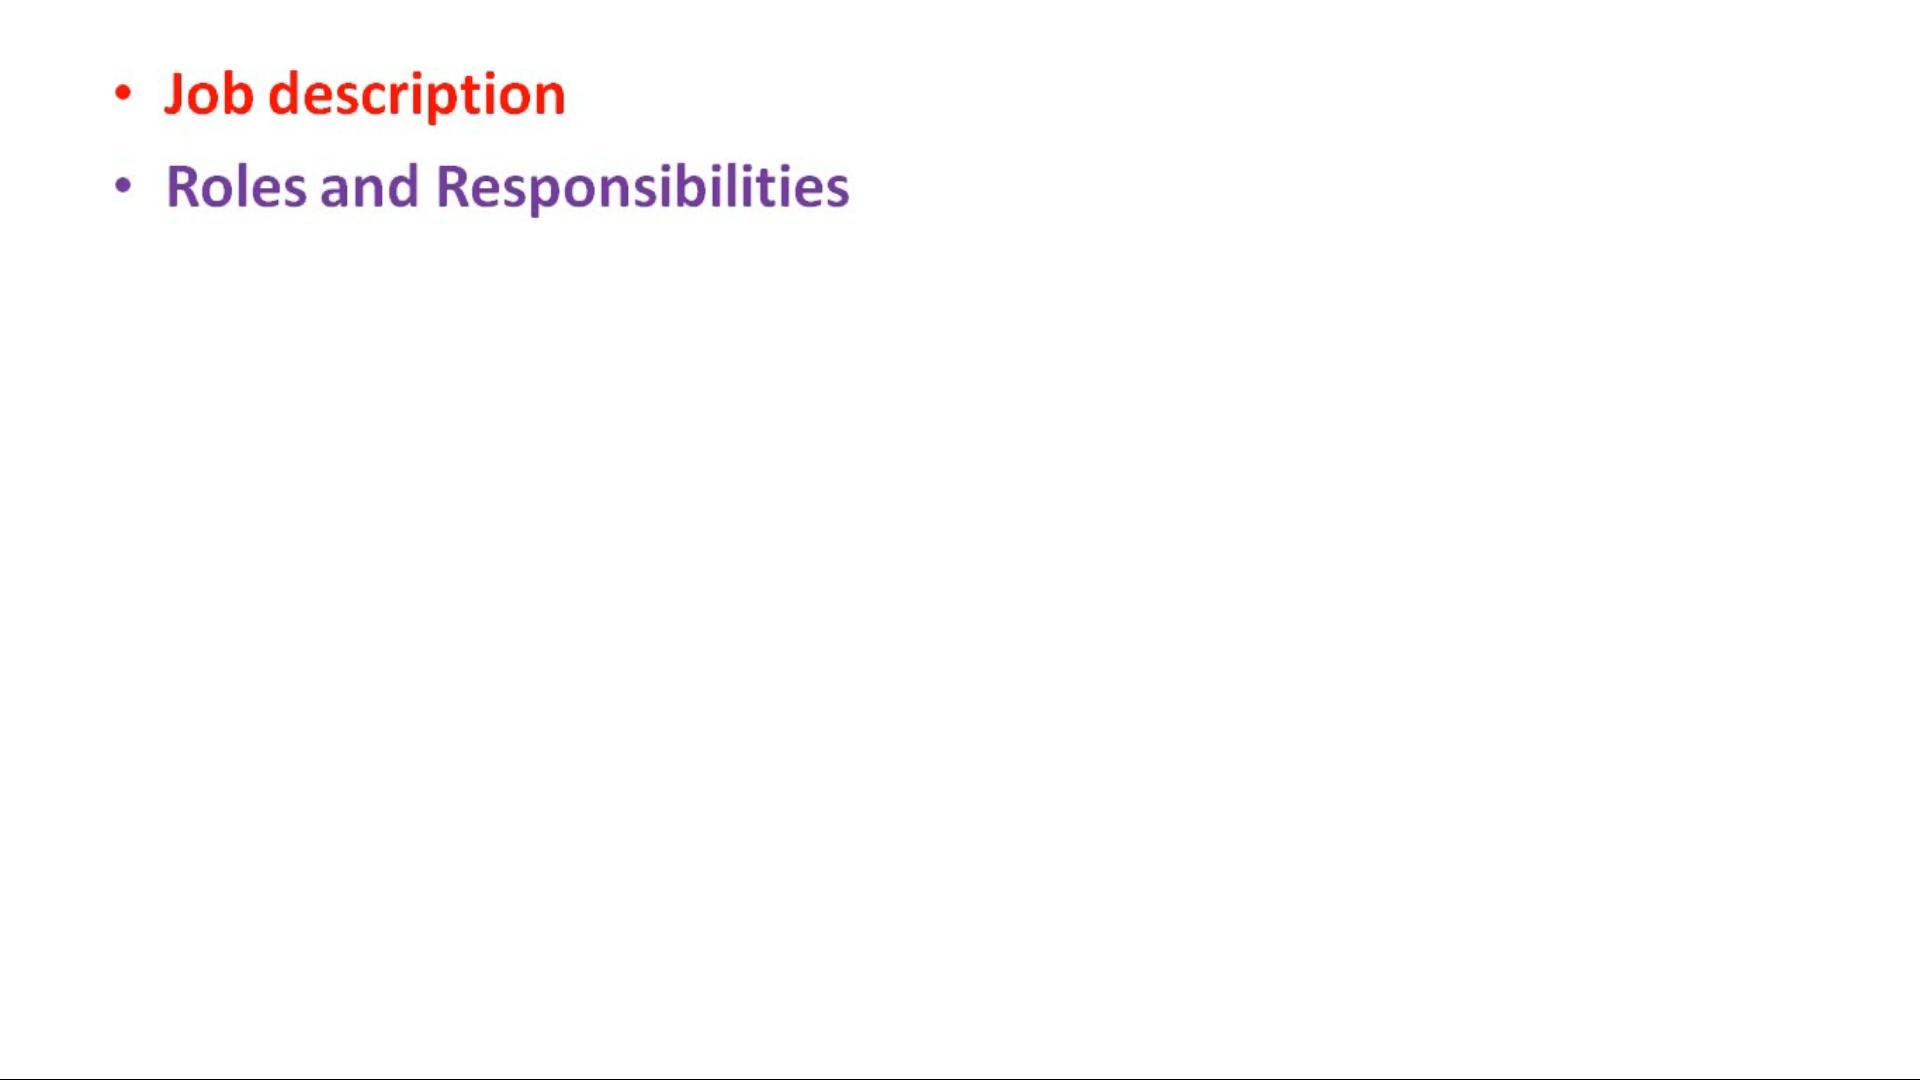 • Job description
• Roles and Responsibilities